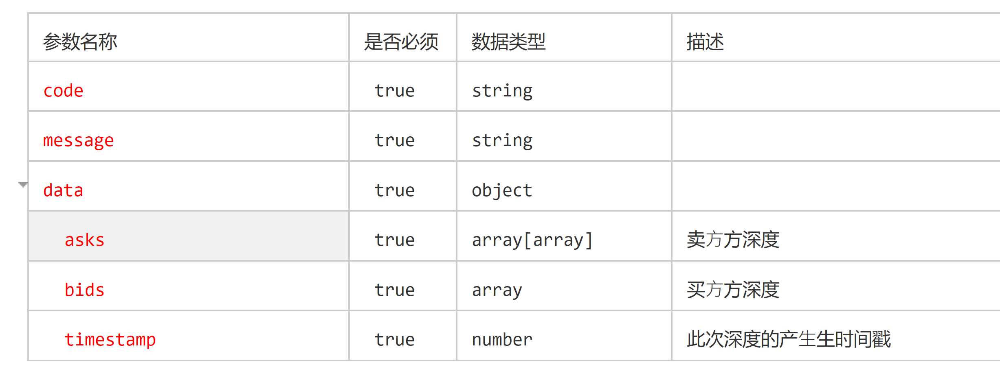 参数名称 是否必须 数据类型 描述
code true string
message true string
data true object
asks true array[array] 卖⽅方深度
bids true array 买⽅方深度
timestamp true number 此次深度的产⽣生时间戳